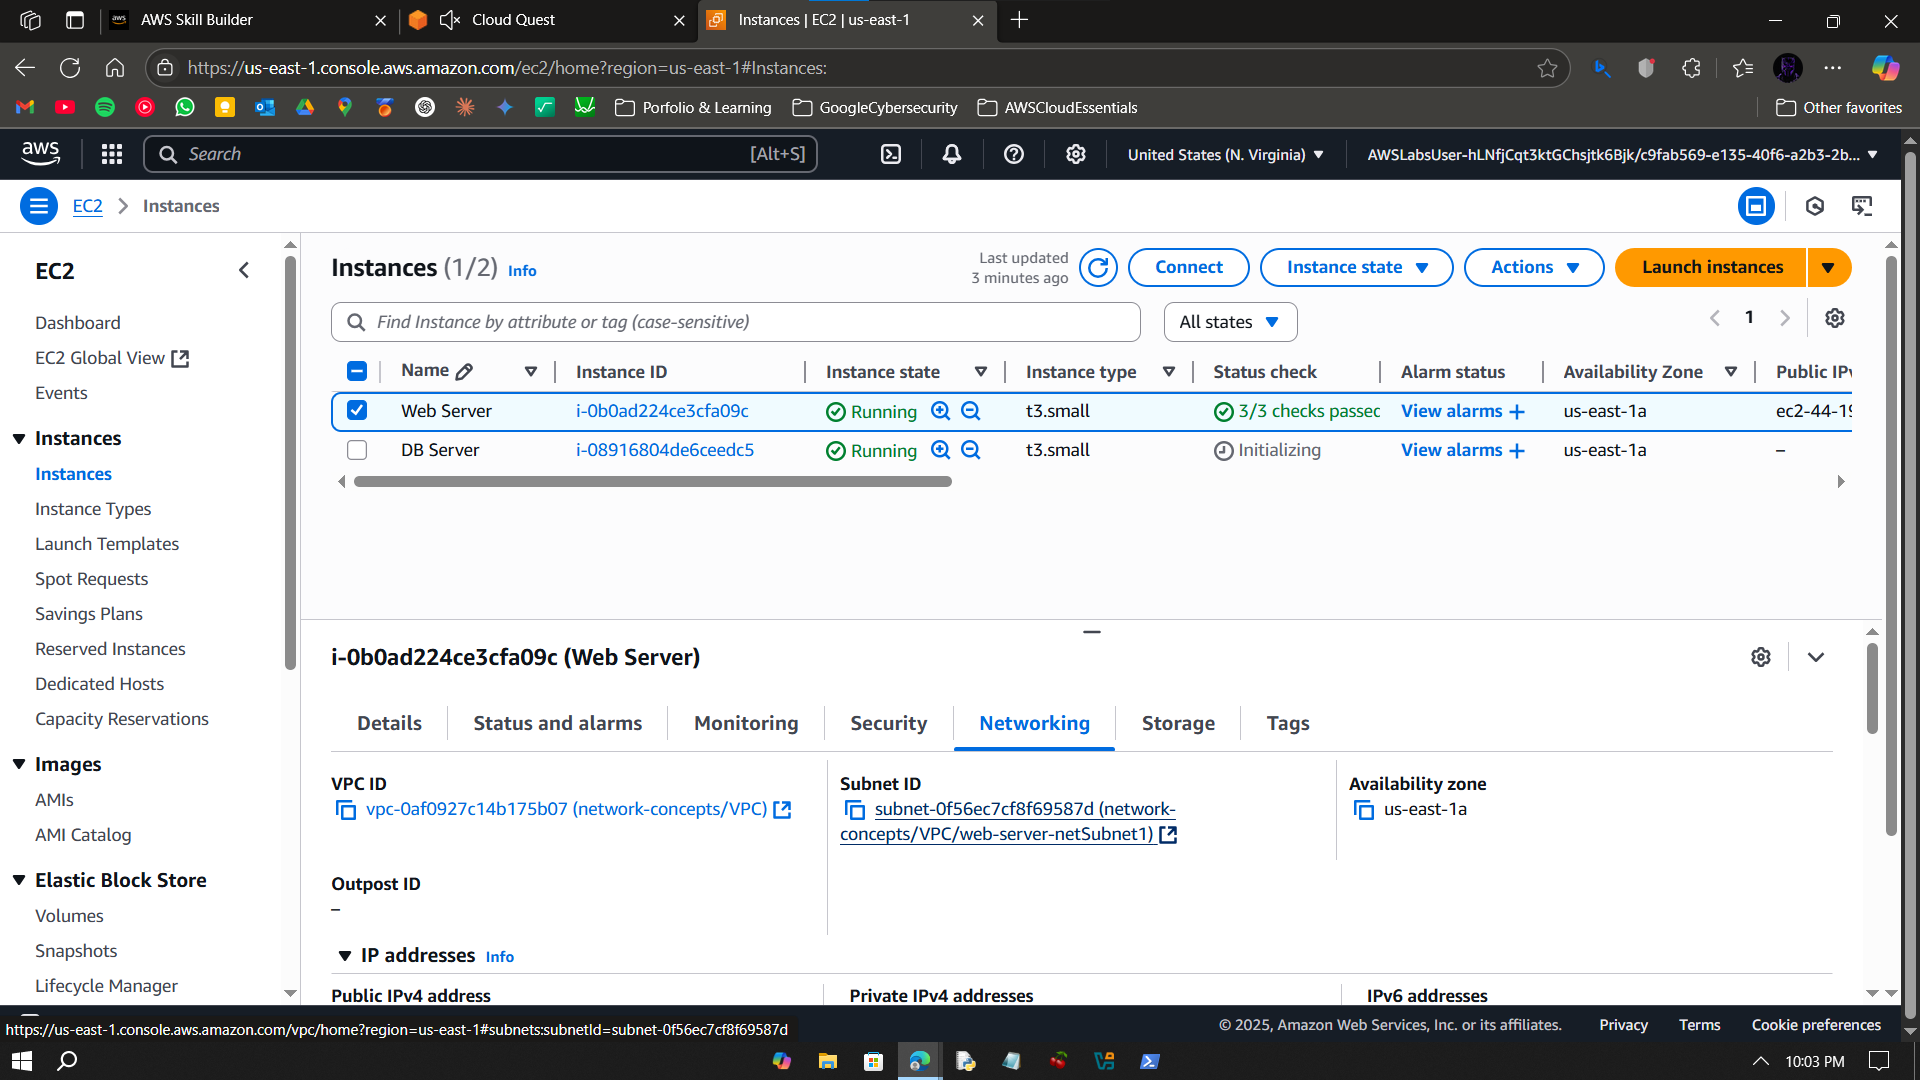 AWS Skill Builder
Cloud Quest
Instances | EC2 | us-east-1
https://us-east-1.console.aws.amazon.com/ec2/home?region=us-east-1#Instances:
Porfolio & Learning
GoogleCybersecurity
AWSCloudEssentials
Other favorites
aws
Search
[Alt+S]
United States (N. Virginia)
AWSLabsUser-hLNfjCqt3ktGChsjtk6Bjk/c9fab569-e135-40f6-a2b3-2b...
EC2
Instances
EC2
Dashboard
EC2 Global View
Events
Instances
Instances
Instance Types
Launch Templates
Spot Requests
Savings Plans
Reserved Instances
Dedicated Hosts
Capacity Reservations
Images
AMIs
AMI Catalog
Elastic Block Store
Volumes
Snapshots
Lifecycle Manager
Instances (1/2) Info
Last updated
3 minutes ago
Connect
Instance state
Actions
Launch instances
Find Instance by attribute or tag (case-sensitive)
All states
1
Name Instance ID Instance state Instance type Status check Alarm status Availability Zone Public IPv
Web Server i-0b0ad224ce3cfa09c Running t3.small 3/3 checks passec View alarms + us-east-1a ec2-44-19
DB Server i-08916804de6ceedc5 Running t3.small Initializing View alarms + us-east-1a –
i-0b0ad224ce3cfa09c (Web Server)
Details
Status and alarms
Monitoring
Security
Networking
Storage
Tags
VPC ID
vpc-0af0927c14b175b07 (network-concepts/VPC)
Subnet ID
subnet-0f56ec7cf8f69587d (network-
concepts/VPC/web-server-netSubnet1)
Availability zone
us-east-1a
Outpost ID
–
IP addresses Info
Public IPv4 address
Private IPv4 addresses
IPv6 addresses
https://us-east-1.console.aws.amazon.com/vpc/home?region=us-east-1#subnets:subnetId=subnet-0f56ec7cf8f69587d
© 2025, Amazon Web Services, Inc. or its affiliates.
Privacy
Terms
Cookie preferences
10:03 PM